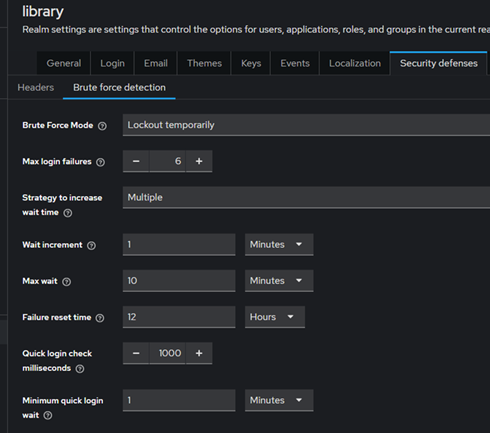 library
Realm settings are settings that control the options for users, applications, roles, and groups in the current rea
General Login Email Themes Keys Events Localization Security defenses
Headers Brute force detection
Brute Force Mode ? Lockout temporarily
Max login failures ? − 6 +
Strategy to increase
wait time ? Multiple
Wait increment ? 1 Minutes
Max wait ? 10 Minutes
Failure reset time ? 12 Hours
Quick login check
milliseconds ? − 1000 +
Minimum quick login
wait ? 1 Minutes